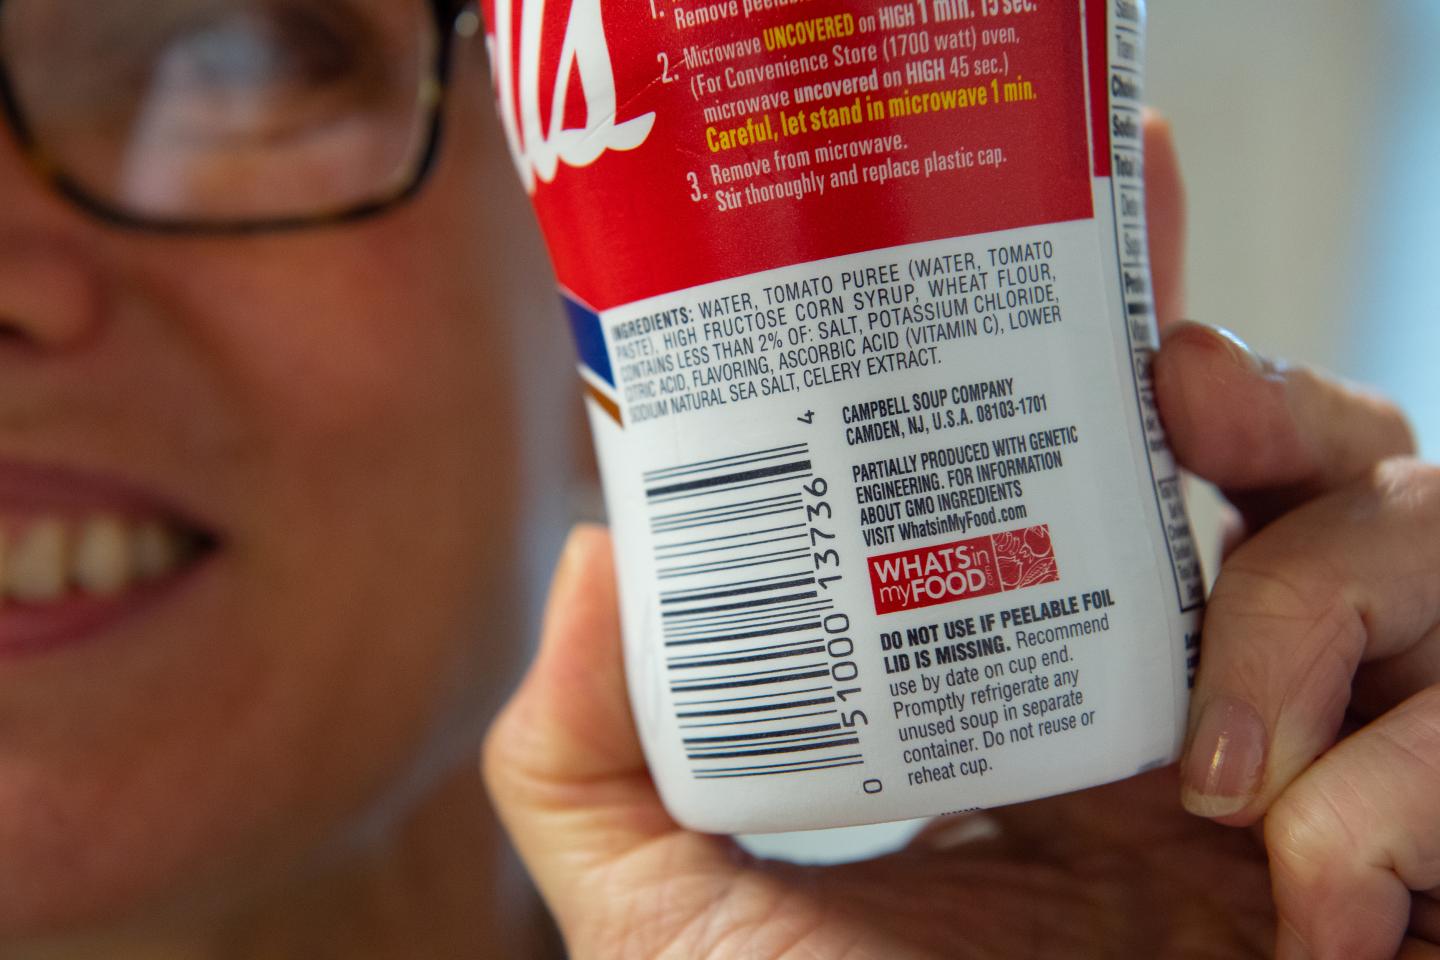 lls
1.
Remove
2. Microwave UNCOVERED on HIGH 1 min. 15 sec.
(For Convenience Store (1700 watt) oven,
microwave uncovered on HIGH 45 sec.)
Careful, let stand in microwave 1 min.
3. Remove from microwave.
Stir thoroughly and replace plastic cap.
INGREDIENTS: WATER, TOMATO PUREE (WATER, TOMATO
PASTE), HIGH FRUCTOSE CORN SYRUP, WHEAT FLOUR,
CONTAINS LESS THAN 2% OF: SALT, POTASSIUM CHLORIDE,
CITRIC ACID, FLAVORING, ASCORBIC ACID (VITAMIN C), LOWER
SODIUM NATURAL SEA SALT, CELERY EXTRACT.
CAMPBELL SOUP COMPANY
CAMDEN, NJ, U.S.A. 08103-1701
PARTIALLY PRODUCED WITH GENETIC
ENGINEERING. FOR INFORMATION
ABOUT GMO INGREDIENTS
VISIT WhatsinMyFood.com
WHATS in
myFOOD
DO NOT USE IF PEELABLE FOIL
LID IS MISSING. Recommend
use by date on cup end.
Promptly refrigerate any
unused soup in separate
container. Do not reuse or
reheat cup.
0 51000 13736 4